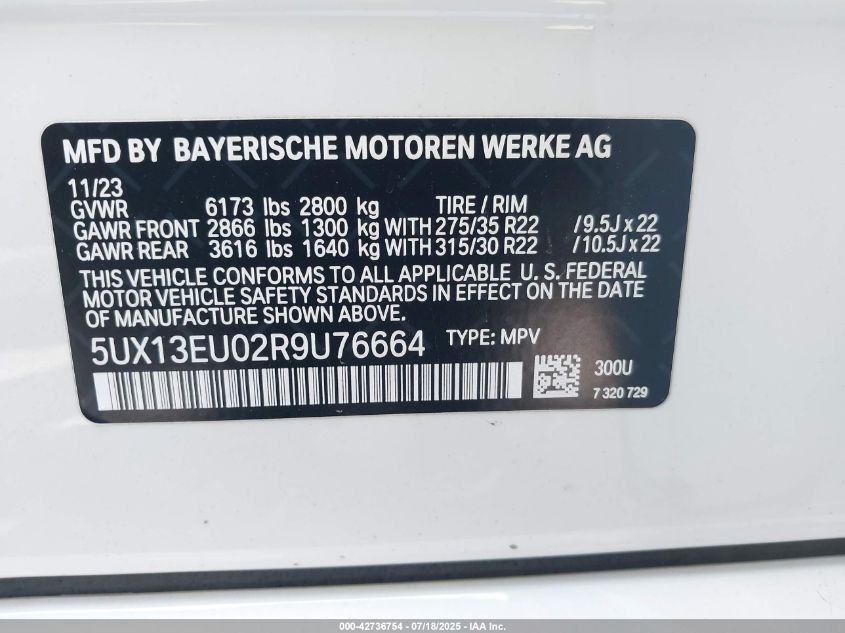 MFD BY BAYERISCHE MOTOREN WERKE AG
11/23
GVWR 6173 lbs 2800 kg TIRE / RIM
GAWR FRONT 2866 lbs 1300 kg WITH 275/35 R22 /9.5J x 22
GAWR REAR 3616 lbs 1640 kg WITH 315/30 R22 /10.5J x 22
THIS VEHICLE CONFORMS TO ALL APPLICABLE U. S. FEDERAL
MOTOR VEHICLE SAFETY STANDARDS IN EFFECT ON THE DATE
OF MANUFACTURE SHOWN ABOVE.
5UX13EU02R9U76664 TYPE: MPV
300U
7 320 729
000-42736754 - 07/18/2025 - IAA Inc.